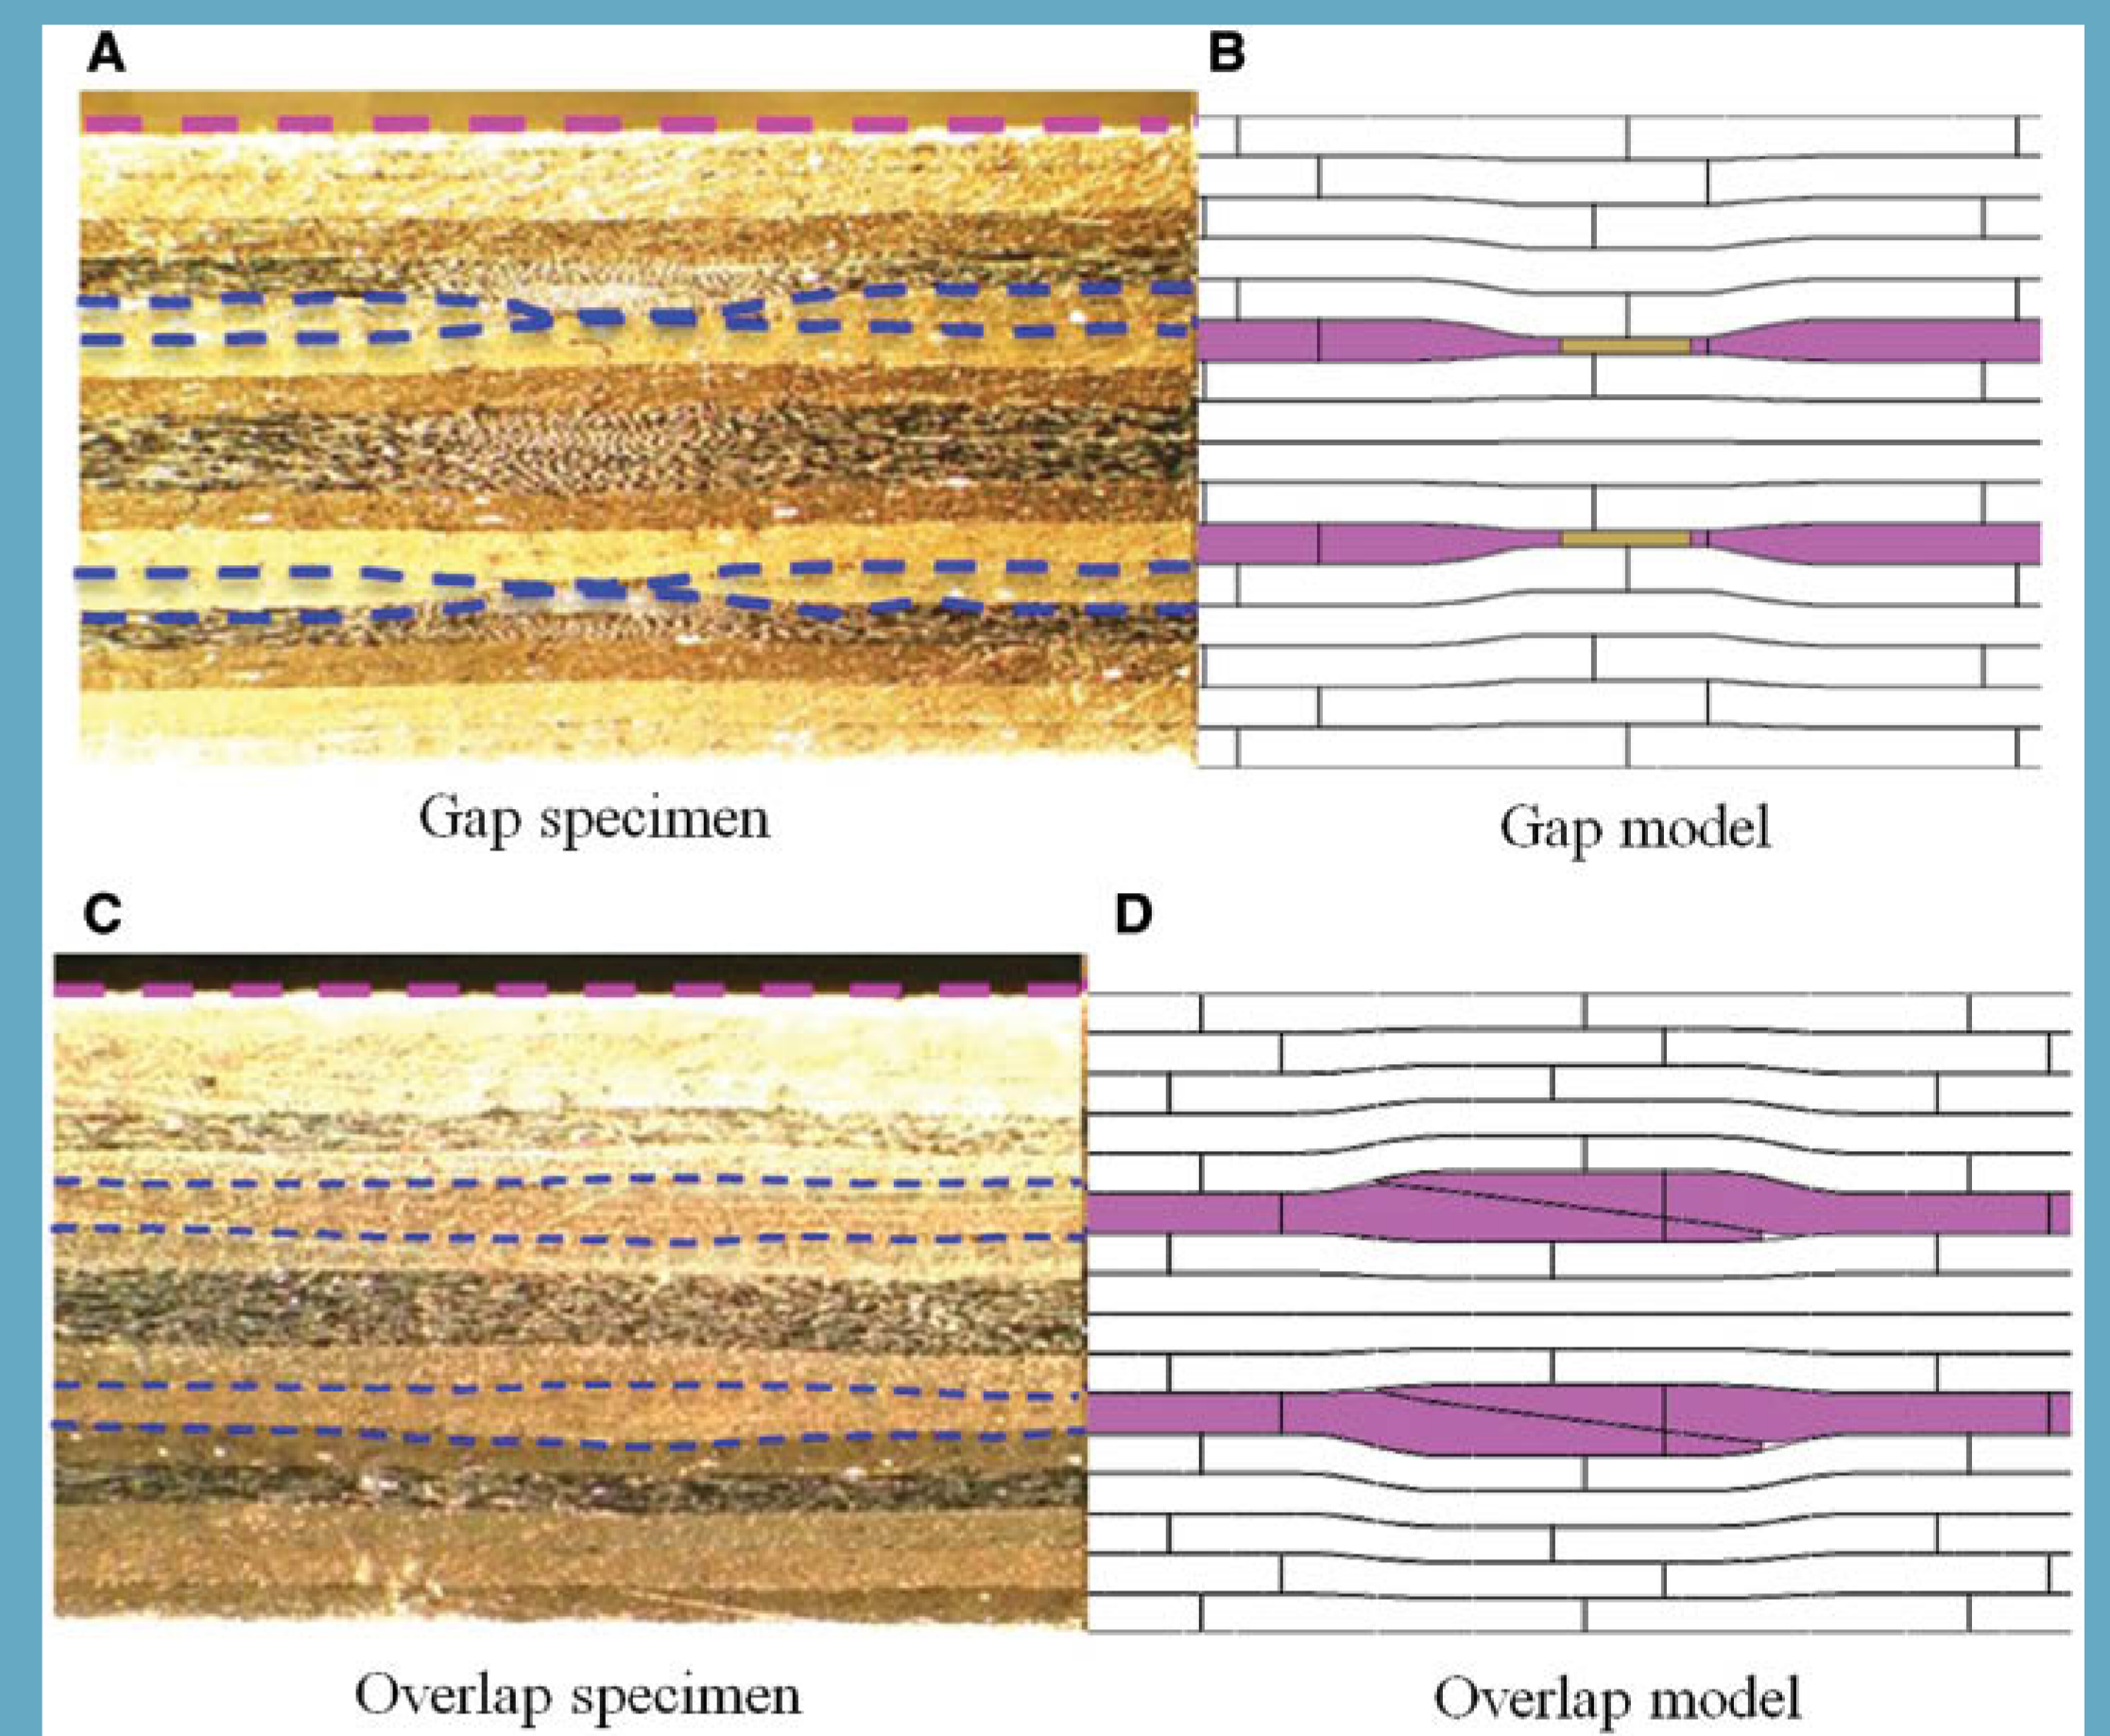 A
B
Gap specimen
Gap model
C
D
Overlap specimen
Overlap model